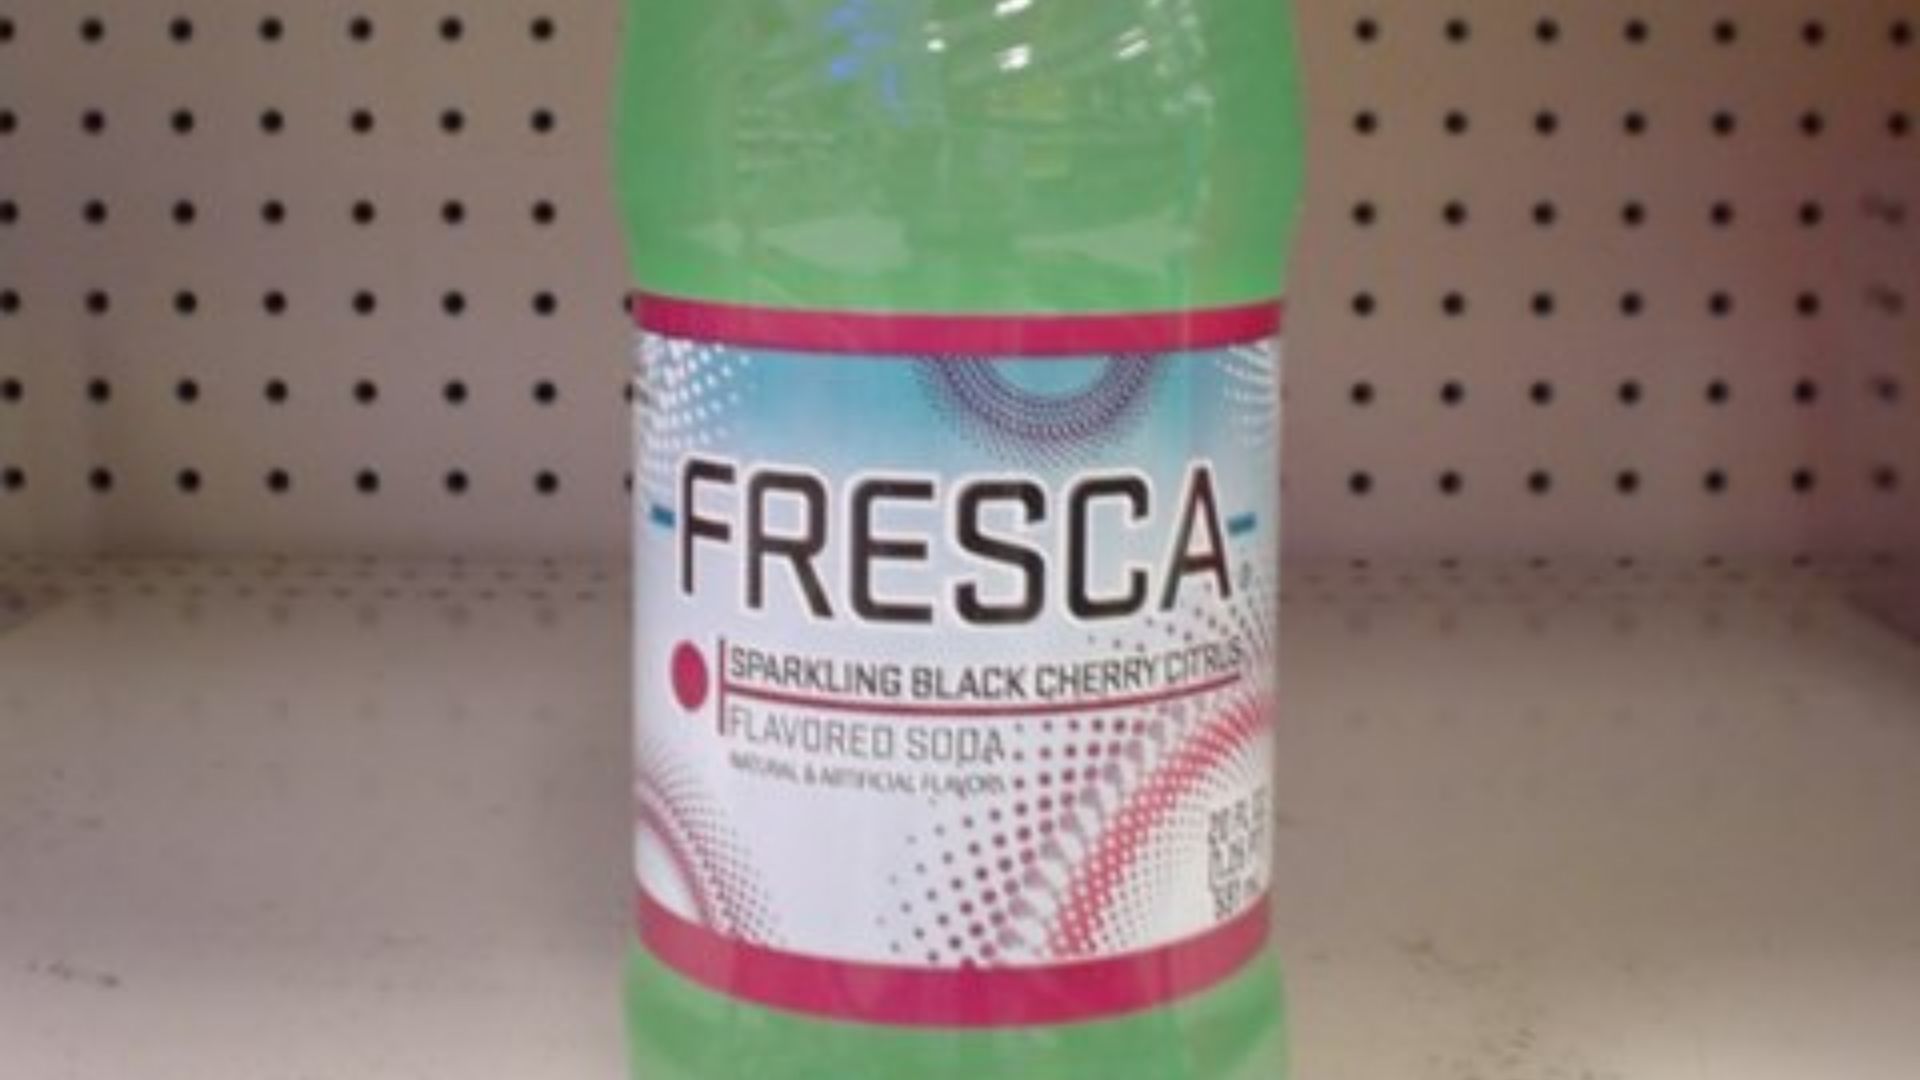 FRESCA
SPARKLING BLACK CHERRY CITRUS
FLAVORED SODA
NATURAL & ARTIFICIAL FLAVORS